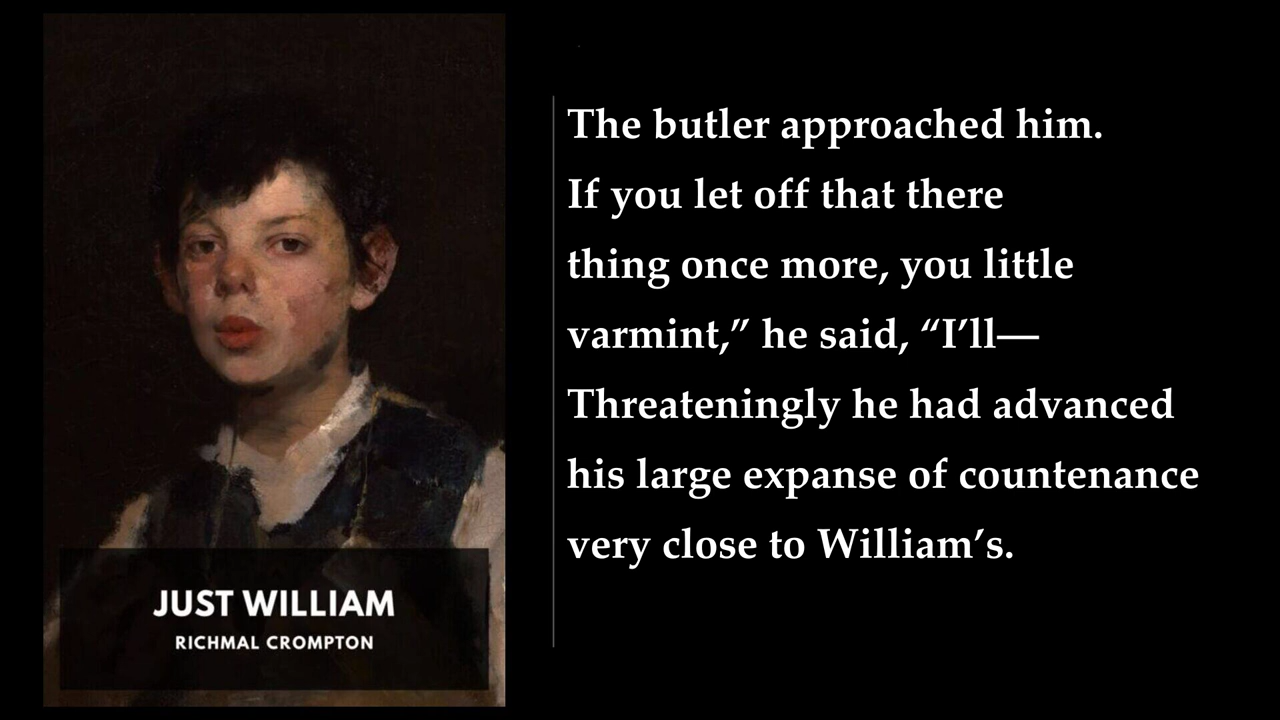 JUST WILLIAM
RICHMAL CROMPTON
The butler approached him.
If you let off that there
thing once more, you little
varmint,” he said, “I’ll—
Threateningly he had advanced
his large expanse of countenance
very close to William’s.